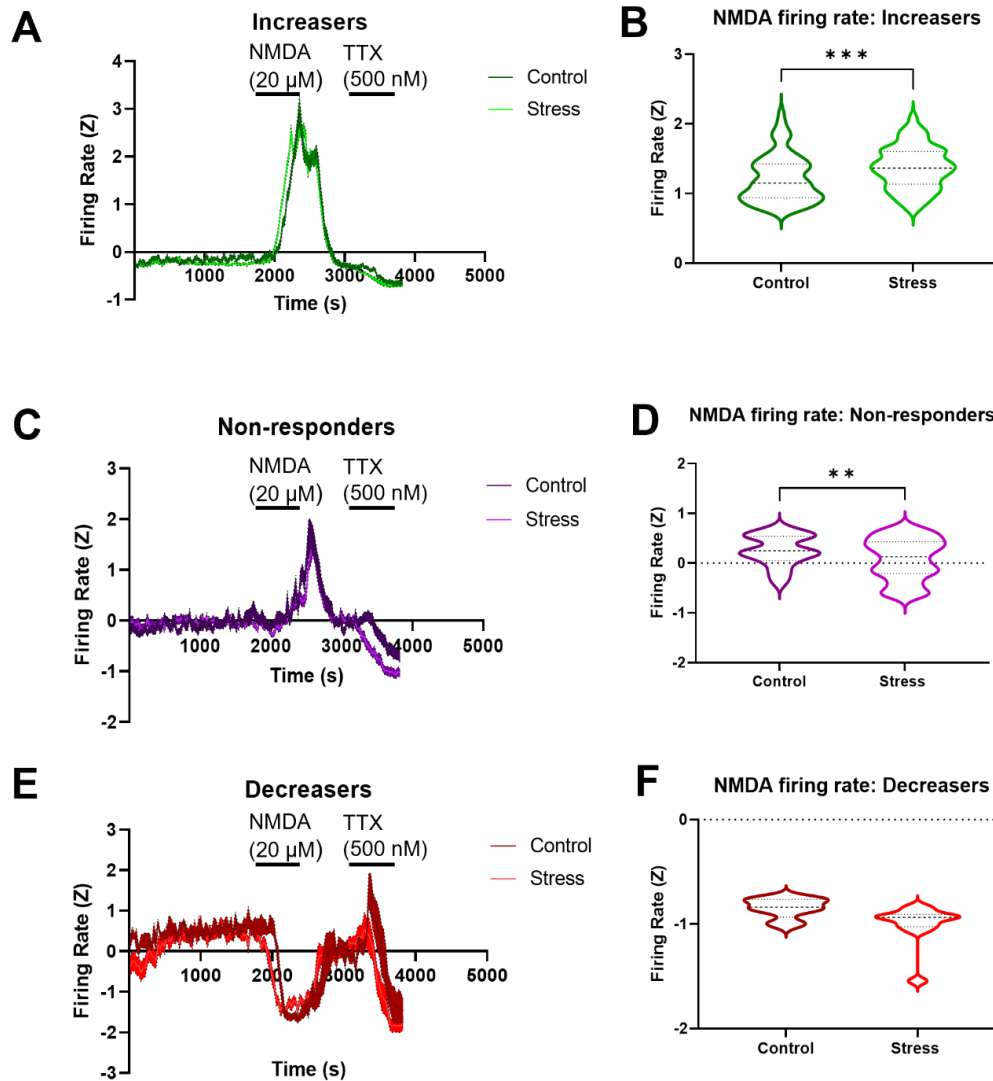 A
Increasers
NMDA
(20 µM)
TTX
(500 nM)
Control
Stress
Firing Rate (Z)
4
3
2
1
0
-1
1000
2000
3000
4000
5000
Time (s)
B
NMDA firing rate: Increasers
***
Firing Rate (Z)
3
2
1
0
Control
Stress
C
Non-responders
NMDA
(20 µM)
TTX
(500 nM)
Control
Stress
Firing Rate (Z)
3
2
1
0
-1
-2
1000
2000
3000
4000
5000
Time (s)
D
NMDA firing rate: Non-responders
**
Firing Rate (Z)
2
1
0
-1
-2
Control
Stress
E
Decreasers
NMDA
(20 µM)
TTX
(500 nM)
Control
Stress
Firing Rate (Z)
3
2
1
0
-1
-2
-3
1000
2000
3000
4000
5000
Time (s)
F
NMDA firing rate: Decreasers
Firing Rate (Z)
0
-1
-2
Control
Stress